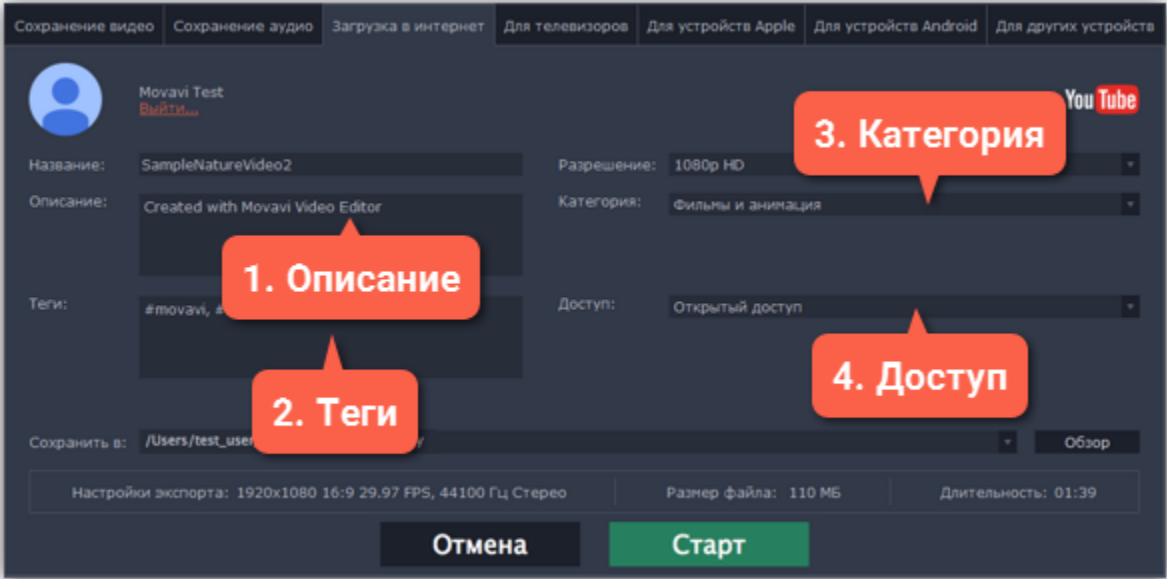 Сохранение видео Сохранение аудио Загрузка в интернет Для телевизоров Для устройств Apple Для устройств Android Для других устройств
Movavi Test
Выйти...
You Tube
3. Категория
Название: SampleNatureVideo2
Разрешение: 1080p HD
Описание: Created with Movavi Video Editor
Категория: Фильмы и анимация
1. Описание
Теги: #movavi, #
Доступ: Открытый доступ
2. Теги
4. Доступ
Сохранить в: /Users/test_user
Обзор
Настройки экспорта: 1920x1080 16:9 29.97 FPS, 44100 Гц Стерео Размер файла: 110 МБ Длительность: 01:39
Отмена Старт